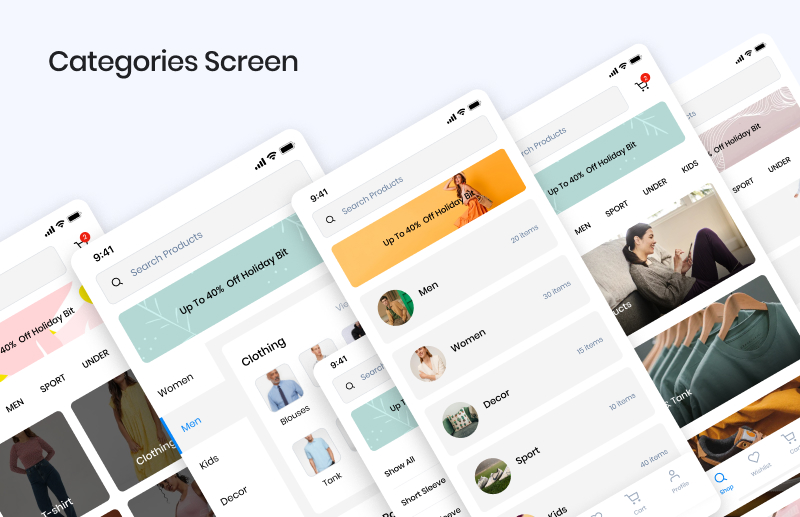 Categories Screen
2
40% Off Holiday Bit
MEN
SPORT
UNDER
Clothing
T-shirt
9:41
Search Products
Up To 40% Off Holiday Bit
Women
Men
Kids
Decor
Clothing
Blouses
Tank
9:41
Show All
Short Sleeve
9:41
Search Products
Up To 40% Off Holiday Bit
Men
20 items
Women
30 items
Decor
15 items
Sport
10 items
Kids
40 items
Cart
Profile
2
Products
Up To 40% Off Holiday Bit
MEN
SPORT
UNDER
KIDS
Tank
Shop
Wishlist
Cart
Up To 40% Off Holiday Bit
SPORT
UNDER